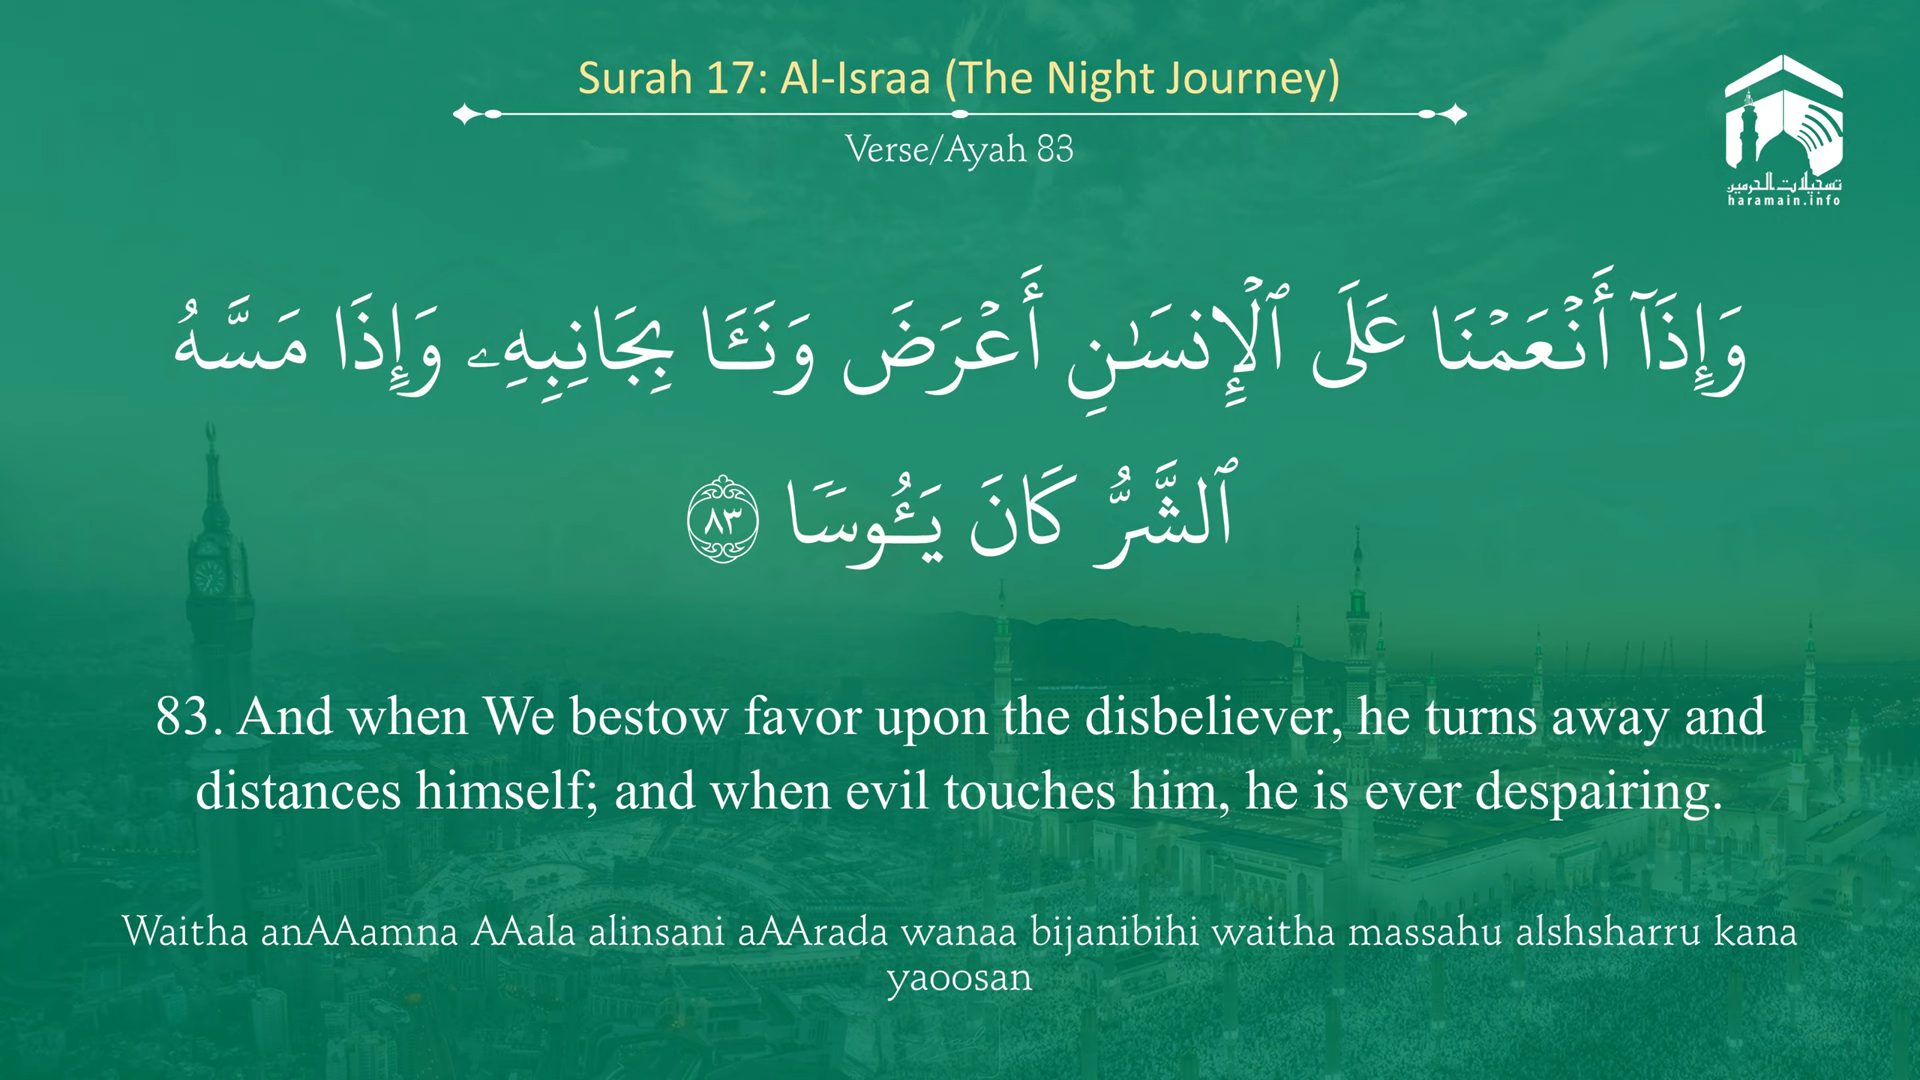 Surah 17: Al-Israa (The Night Journey)
Verse/Ayah 83
تسجيلات الحرمين
haramain.info
وَإِذَآ أَنْعَمْنَا عَلَى ٱلْإِنسَـٰنِ أَعْرَضَ وَنَـَٔا بِجَانِبِهِۦ وَإِذَا مَسَّهُ
ٱلشَّرُّ كَانَ يَـُٔوسًا ٨٣
83. And when We bestow favor upon the disbeliever, he turns away and
distances himself; and when evil touches him, he is ever despairing.
Waitha anAAamna AAala alinsani aAArada wanaa bijanibihi waitha massahu alshsharru kana
yaoosan